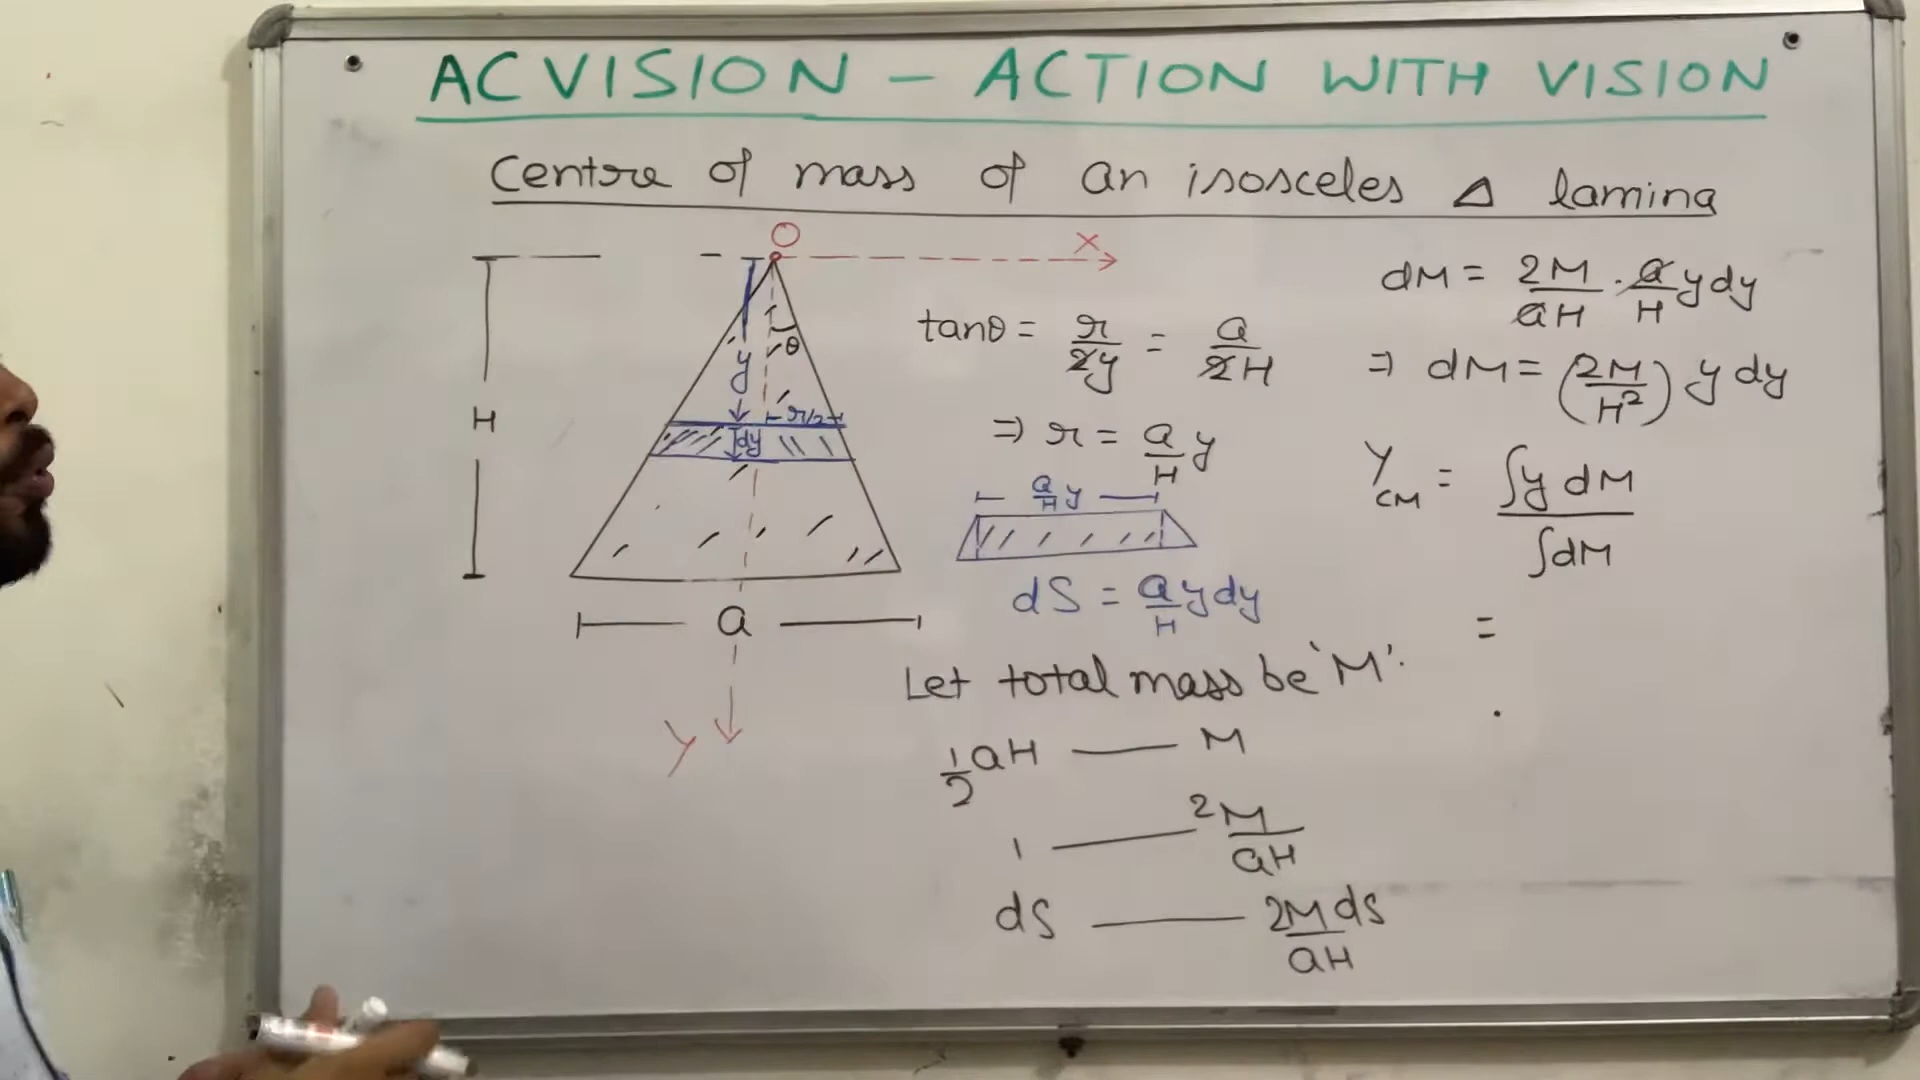 ACVISION – ACTION WITH VISION
Centre of mass of an isosceles Δ lamina
O
X
H
θ
y
r/2
dy
a
Y
tanθ = r/2y = a/2H
⇒ r = a/H y
a/H y
dS = a/H y dy
Let total mass be 'M'.
1/2 aH — M
1 — 2M/aH
dS — 2M dS/aH
dM = 2M/aH · a/H y dy
⇒ dM = (2M/H²) y dy
Y CM = ∫y dM / ∫dM
=